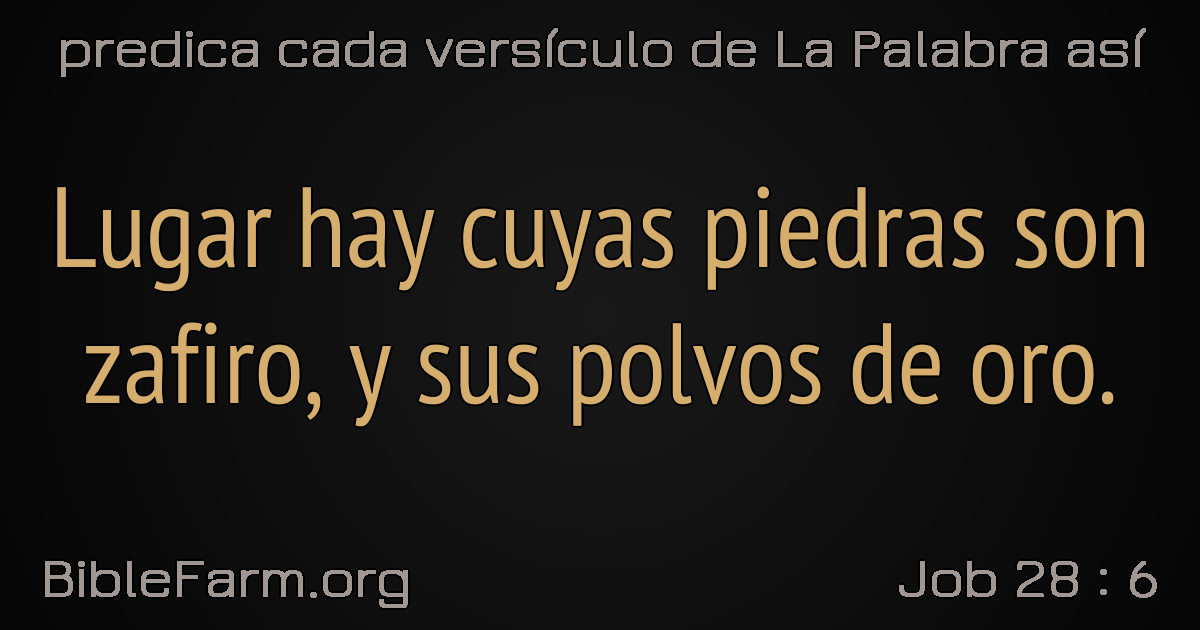 predica cada versículo de La Palabra así
Lugar hay cuyas piedras son
zafiro, y sus polvos de oro.
BibleFarm.org
Job 28 : 6